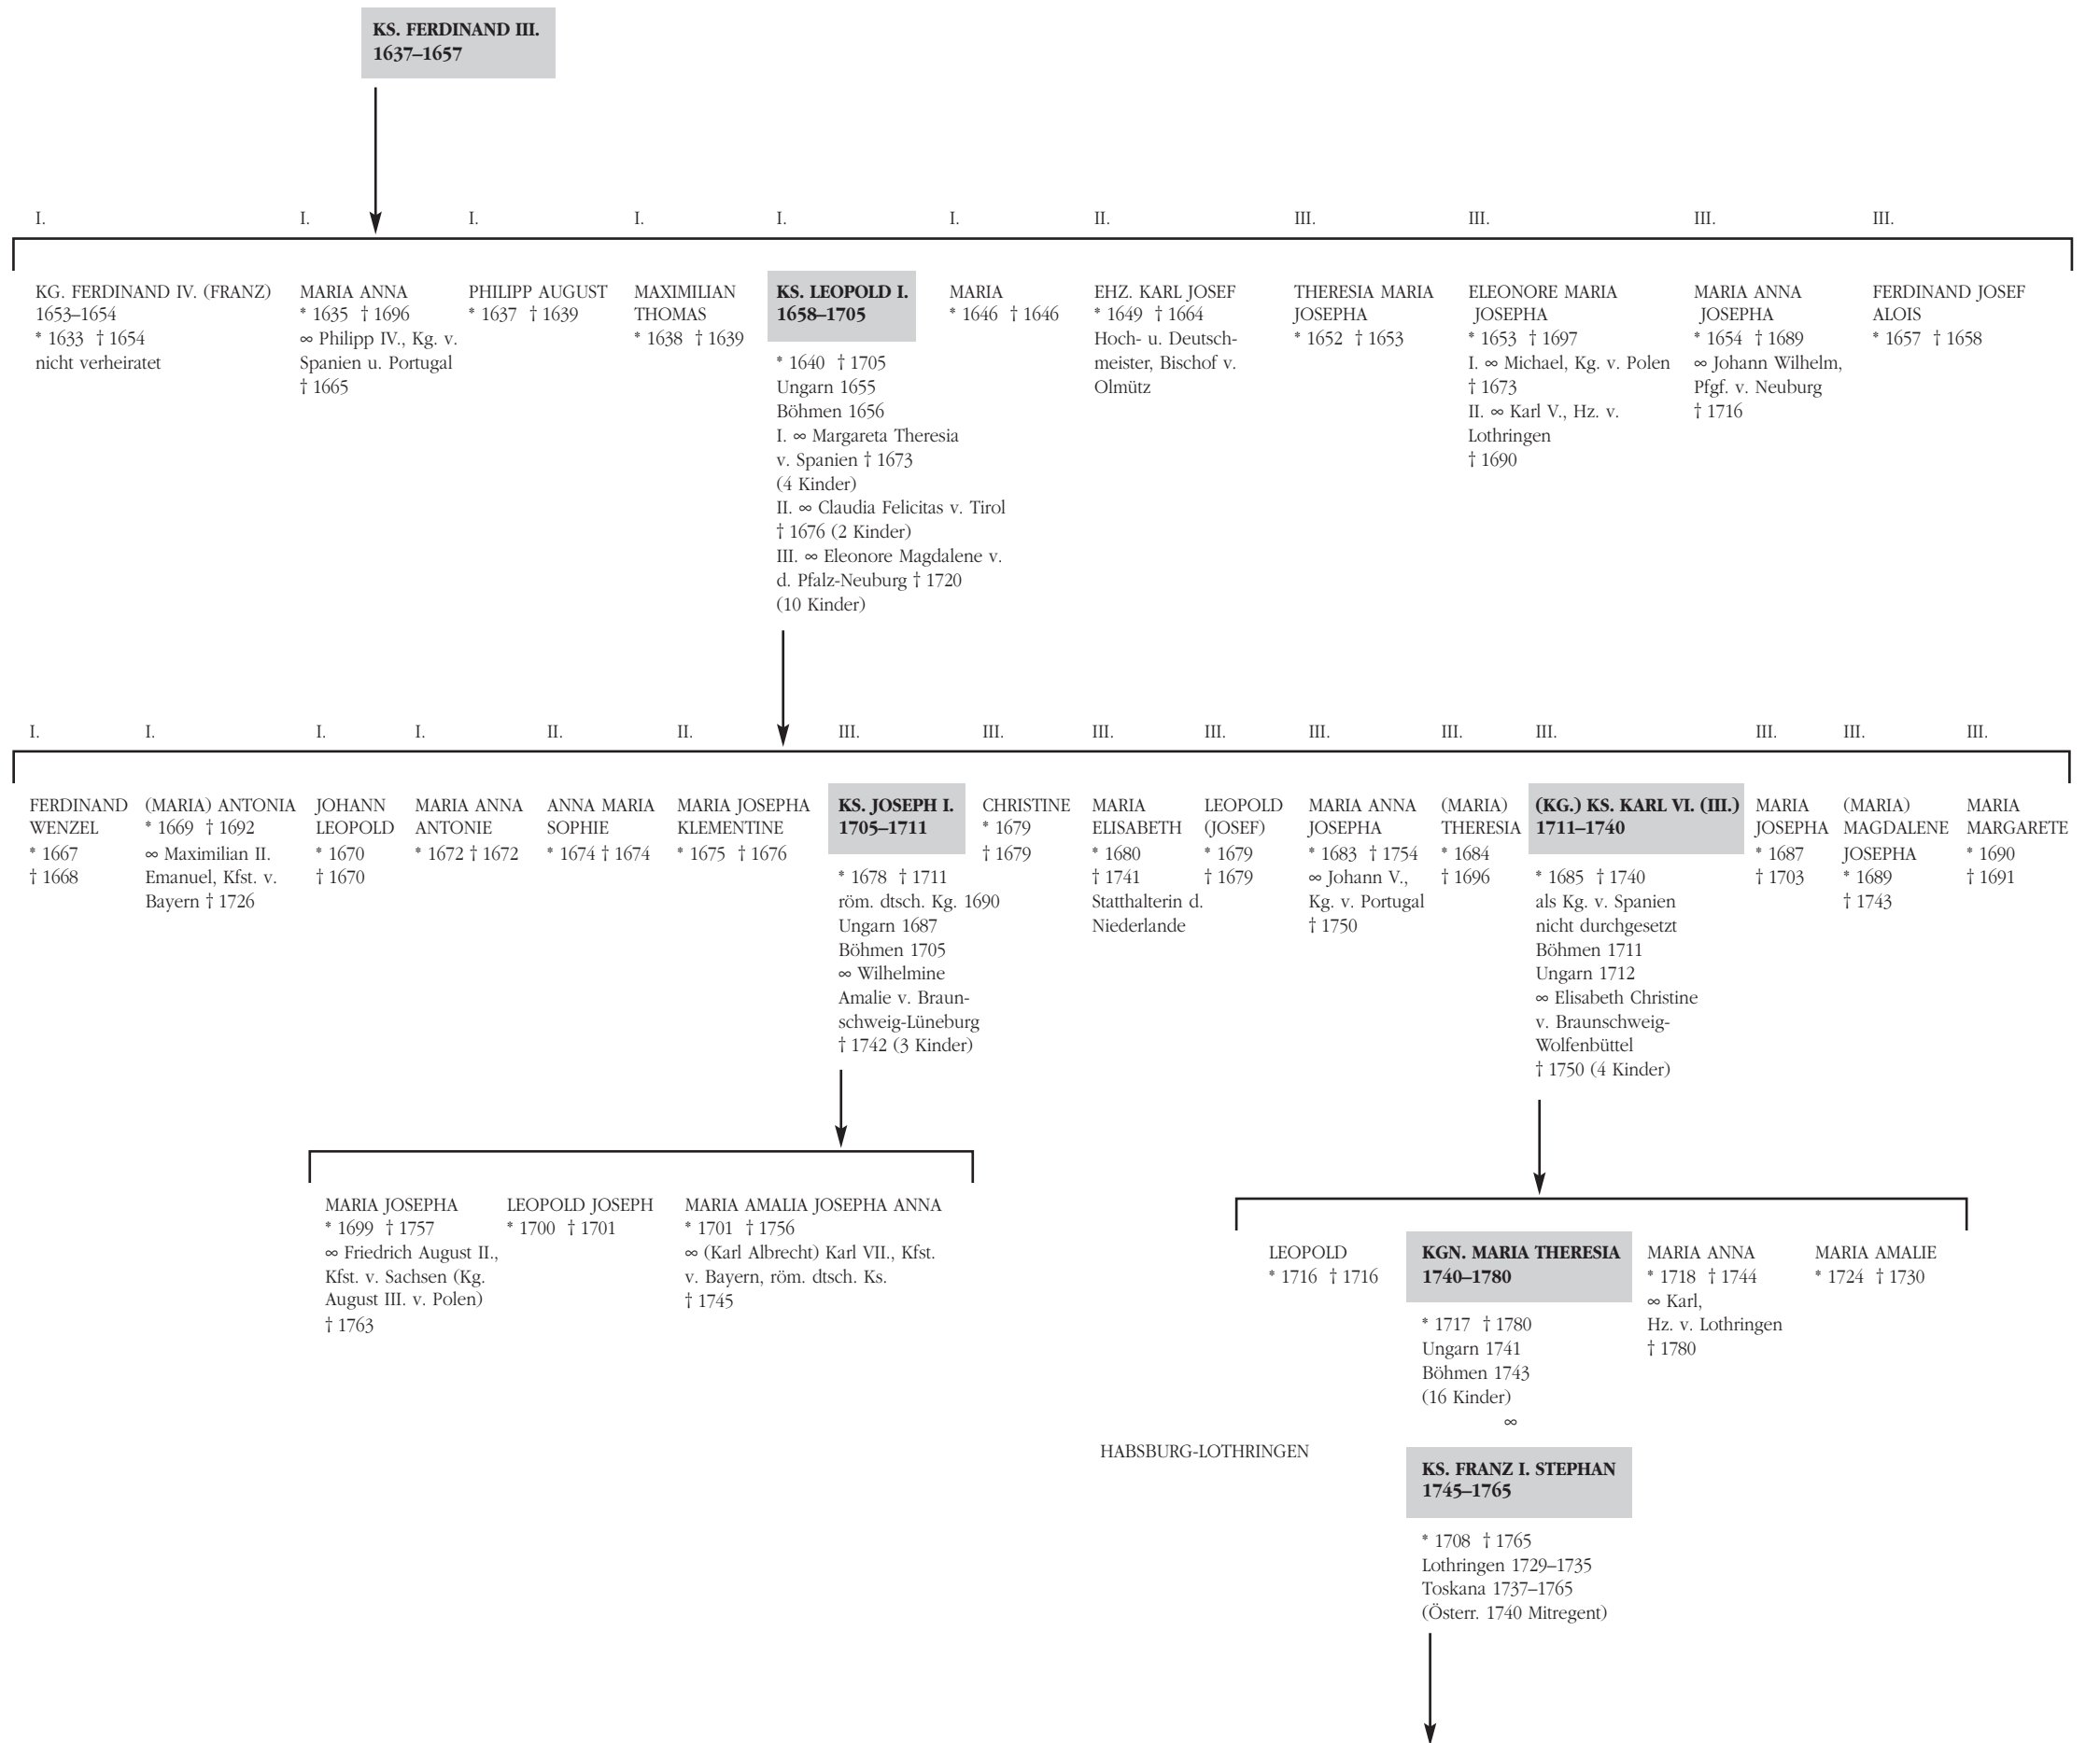 KS. FERDINAND III.
1637–1657
I. I. I. I. I. I. II. III. III. III. III.
KG. FERDINAND IV. (FRANZ)
1653–1654
* 1633 † 1654
nicht verheiratet
MARIA ANNA
* 1635 † 1696
∞ Philipp IV., Kg. v.
Spanien u. Portugal
† 1665
PHILIPP AUGUST
* 1637 † 1639
MAXIMILIAN
THOMAS
* 1638 † 1639
KS. LEOPOLD I.
1658–1705
* 1640 † 1705
Ungarn 1655
Böhmen 1656
I. ∞ Margareta Theresia
v. Spanien † 1673
(4 Kinder)
II. ∞ Claudia Felicitas v. Tirol
† 1676 (2 Kinder)
III. ∞ Eleonore Magdalene v.
d. Pfalz-Neuburg † 1720
(10 Kinder)
MARIA
* 1646 † 1646
EHZ. KARL JOSEF
* 1649 † 1664
Hoch- u. Deutsch-
meister, Bischof v.
Olmütz
THERESIA MARIA
JOSEPHA
* 1652 † 1653
ELEONORE MARIA
JOSEPHA
* 1653 † 1697
I. ∞ Michael, Kg. v. Polen
† 1673
II. ∞ Karl V., Hz. v.
Lothringen
† 1690
MARIA ANNA
JOSEPHA
* 1654 † 1689
∞ Johann Wilhelm,
Pfgf. v. Neuburg
† 1716
FERDINAND JOSEF
ALOIS
* 1657 † 1658
I. I. I. I. II. II. III. III. III. III. III. III. III. III. III. III.
FERDINAND
WENZEL
* 1667
† 1668
(MARIA) ANTONIA
* 1669 † 1692
∞ Maximilian II.
Emanuel, Kfst. v.
Bayern † 1726
JOHANN
LEOPOLD
* 1670
† 1670
MARIA ANNA
ANTONIE
* 1672 † 1672
ANNA MARIA
SOPHIE
* 1674 † 1674
MARIA JOSEPHA
KLEMENTINE
* 1675 † 1676
KS. JOSEPH I.
1705–1711
* 1678 † 1711
röm. dtsch. Kg. 1690
Ungarn 1687
Böhmen 1705
∞ Wilhelmine
Amalie v. Braun-
schweig-Lüneburg
† 1742 (3 Kinder)
CHRISTINE
* 1679
† 1679
MARIA
ELISABETH
* 1680
† 1741
Statthalterin d.
Niederlande
LEOPOLD
(JOSEF)
* 1679
† 1679
MARIA ANNA
JOSEPHA
* 1683 † 1754
∞ Johann V.,
Kg. v. Portugal
† 1750
(MARIA)
THERESIA
* 1684
† 1696
(KG.) KS. KARL VI. (III.)
1711–1740
* 1685 † 1740
als Kg. v. Spanien
nicht durchgesetzt
Böhmen 1711
Ungarn 1712
∞ Elisabeth Christine
v. Braunschweig-
Wolfenbüttel
† 1750 (4 Kinder)
MARIA
JOSEPHA
* 1687
† 1703
(MARIA)
MAGDALENE
JOSEPHA
* 1689
† 1743
MARIA
MARGARETE
* 1690
† 1691
MARIA JOSEPHA
* 1699 † 1757
∞ Friedrich August II.,
Kfst. v. Sachsen (Kg.
August III. v. Polen)
† 1763
LEOPOLD JOSEPH
* 1700 † 1701
MARIA AMALIA JOSEPHA ANNA
* 1701 † 1756
∞ (Karl Albrecht) Karl VII., Kfst.
v. Bayern, röm. dtsch. Ks.
† 1745
LEOPOLD
* 1716 † 1716
KGN. MARIA THERESIA
1740–1780
* 1717 † 1780
Ungarn 1741
Böhmen 1743
(16 Kinder)
∞
MARIA ANNA
* 1718 † 1744
∞ Karl,
Hz. v. Lothringen
† 1780
MARIA AMALIE
* 1724 † 1730
HABSBURG-LOTHRINGEN
KS. FRANZ I. STEPHAN
1745–1765
* 1708 † 1765
Lothringen 1729–1735
Toskana 1737–1765
(Österr. 1740 Mitregent)